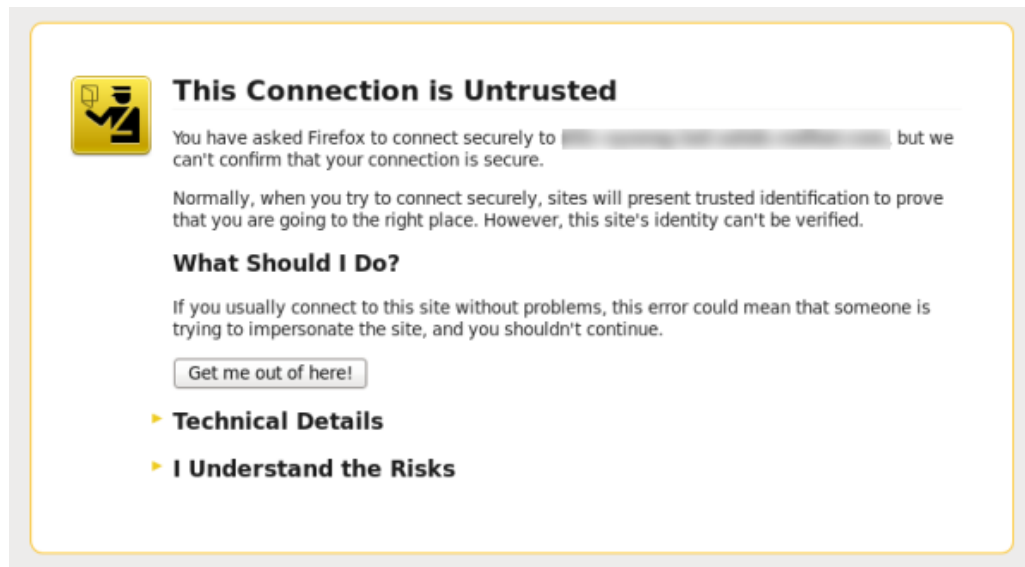 This Connection is Untrusted
You have asked Firefox to connect securely to , but we
can't confirm that your connection is secure.
Normally, when you try to connect securely, sites will present trusted identification to prove
that you are going to the right place. However, this site's identity can't be verified.
What Should I Do?
If you usually connect to this site without problems, this error could mean that someone is
trying to impersonate the site, and you shouldn't continue.
Get me out of here!
Technical Details
I Understand the Risks